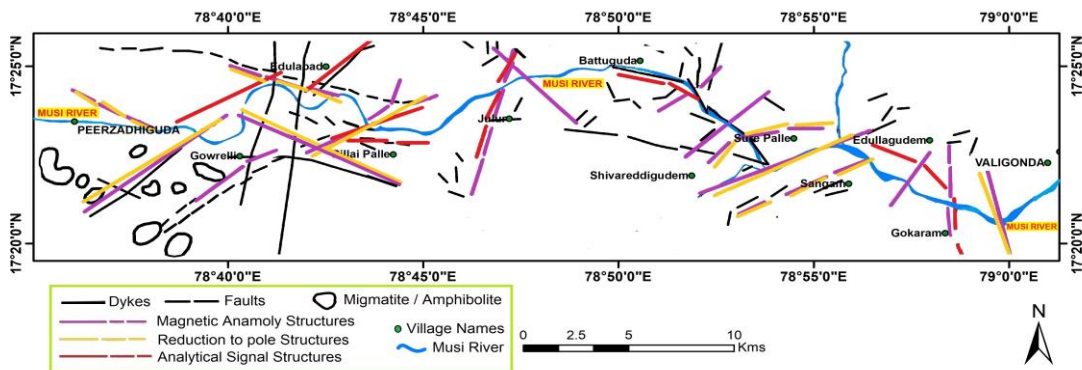 78°40'0"E 78°45'0"E 78°50'0"E 78°55'0"E 79°0'0"E
17°25'0"N 17°25'0"N
Edulabad
Battuguda
MUSI RIVER
MUSI RIVER
PEERZADHIGUDA
Julur
Sure Palle
Edullagudem
Gowrelli
Pillai Palle
VALIGONDA
Shivareddigudem
Sangam
MUSI RIVER
Gokaram
17°20'0"N 17°20'0"N
78°40'0"E 78°45'0"E 78°50'0"E 78°55'0"E 79°0'0"E
Dykes Faults Migmatite / Amphibolite
Magnetic Anamoly Structures
Village Names
Reduction to pole Structures
Musi River
Analytical Signal Structures
0 2.5 5 10
Kms
N